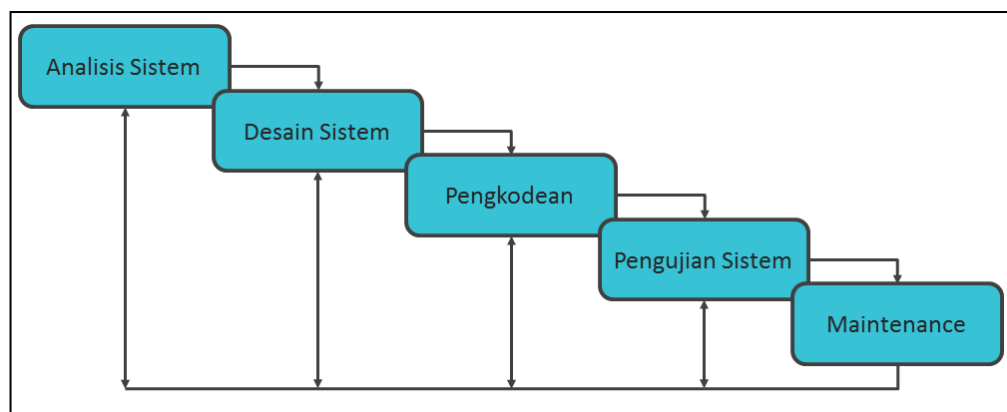 Analisis Sistem
Desain Sistem
Pengkodean
Pengujian Sistem
Maintenance